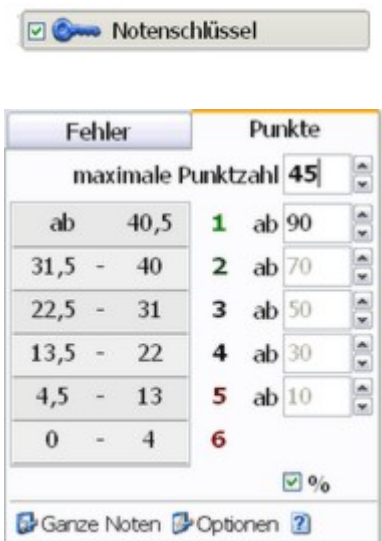 Notenschlüssel
Fehler Punkte
maximale Punktzahl 45
ab 40,5 1 ab 90
31,5 - 40 2 ab 70
22,5 - 31 3 ab 50
13,5 - 22 4 ab 30
4,5 - 13 5 ab 10
0 - 4 6
%
Ganze Noten Optionen ?